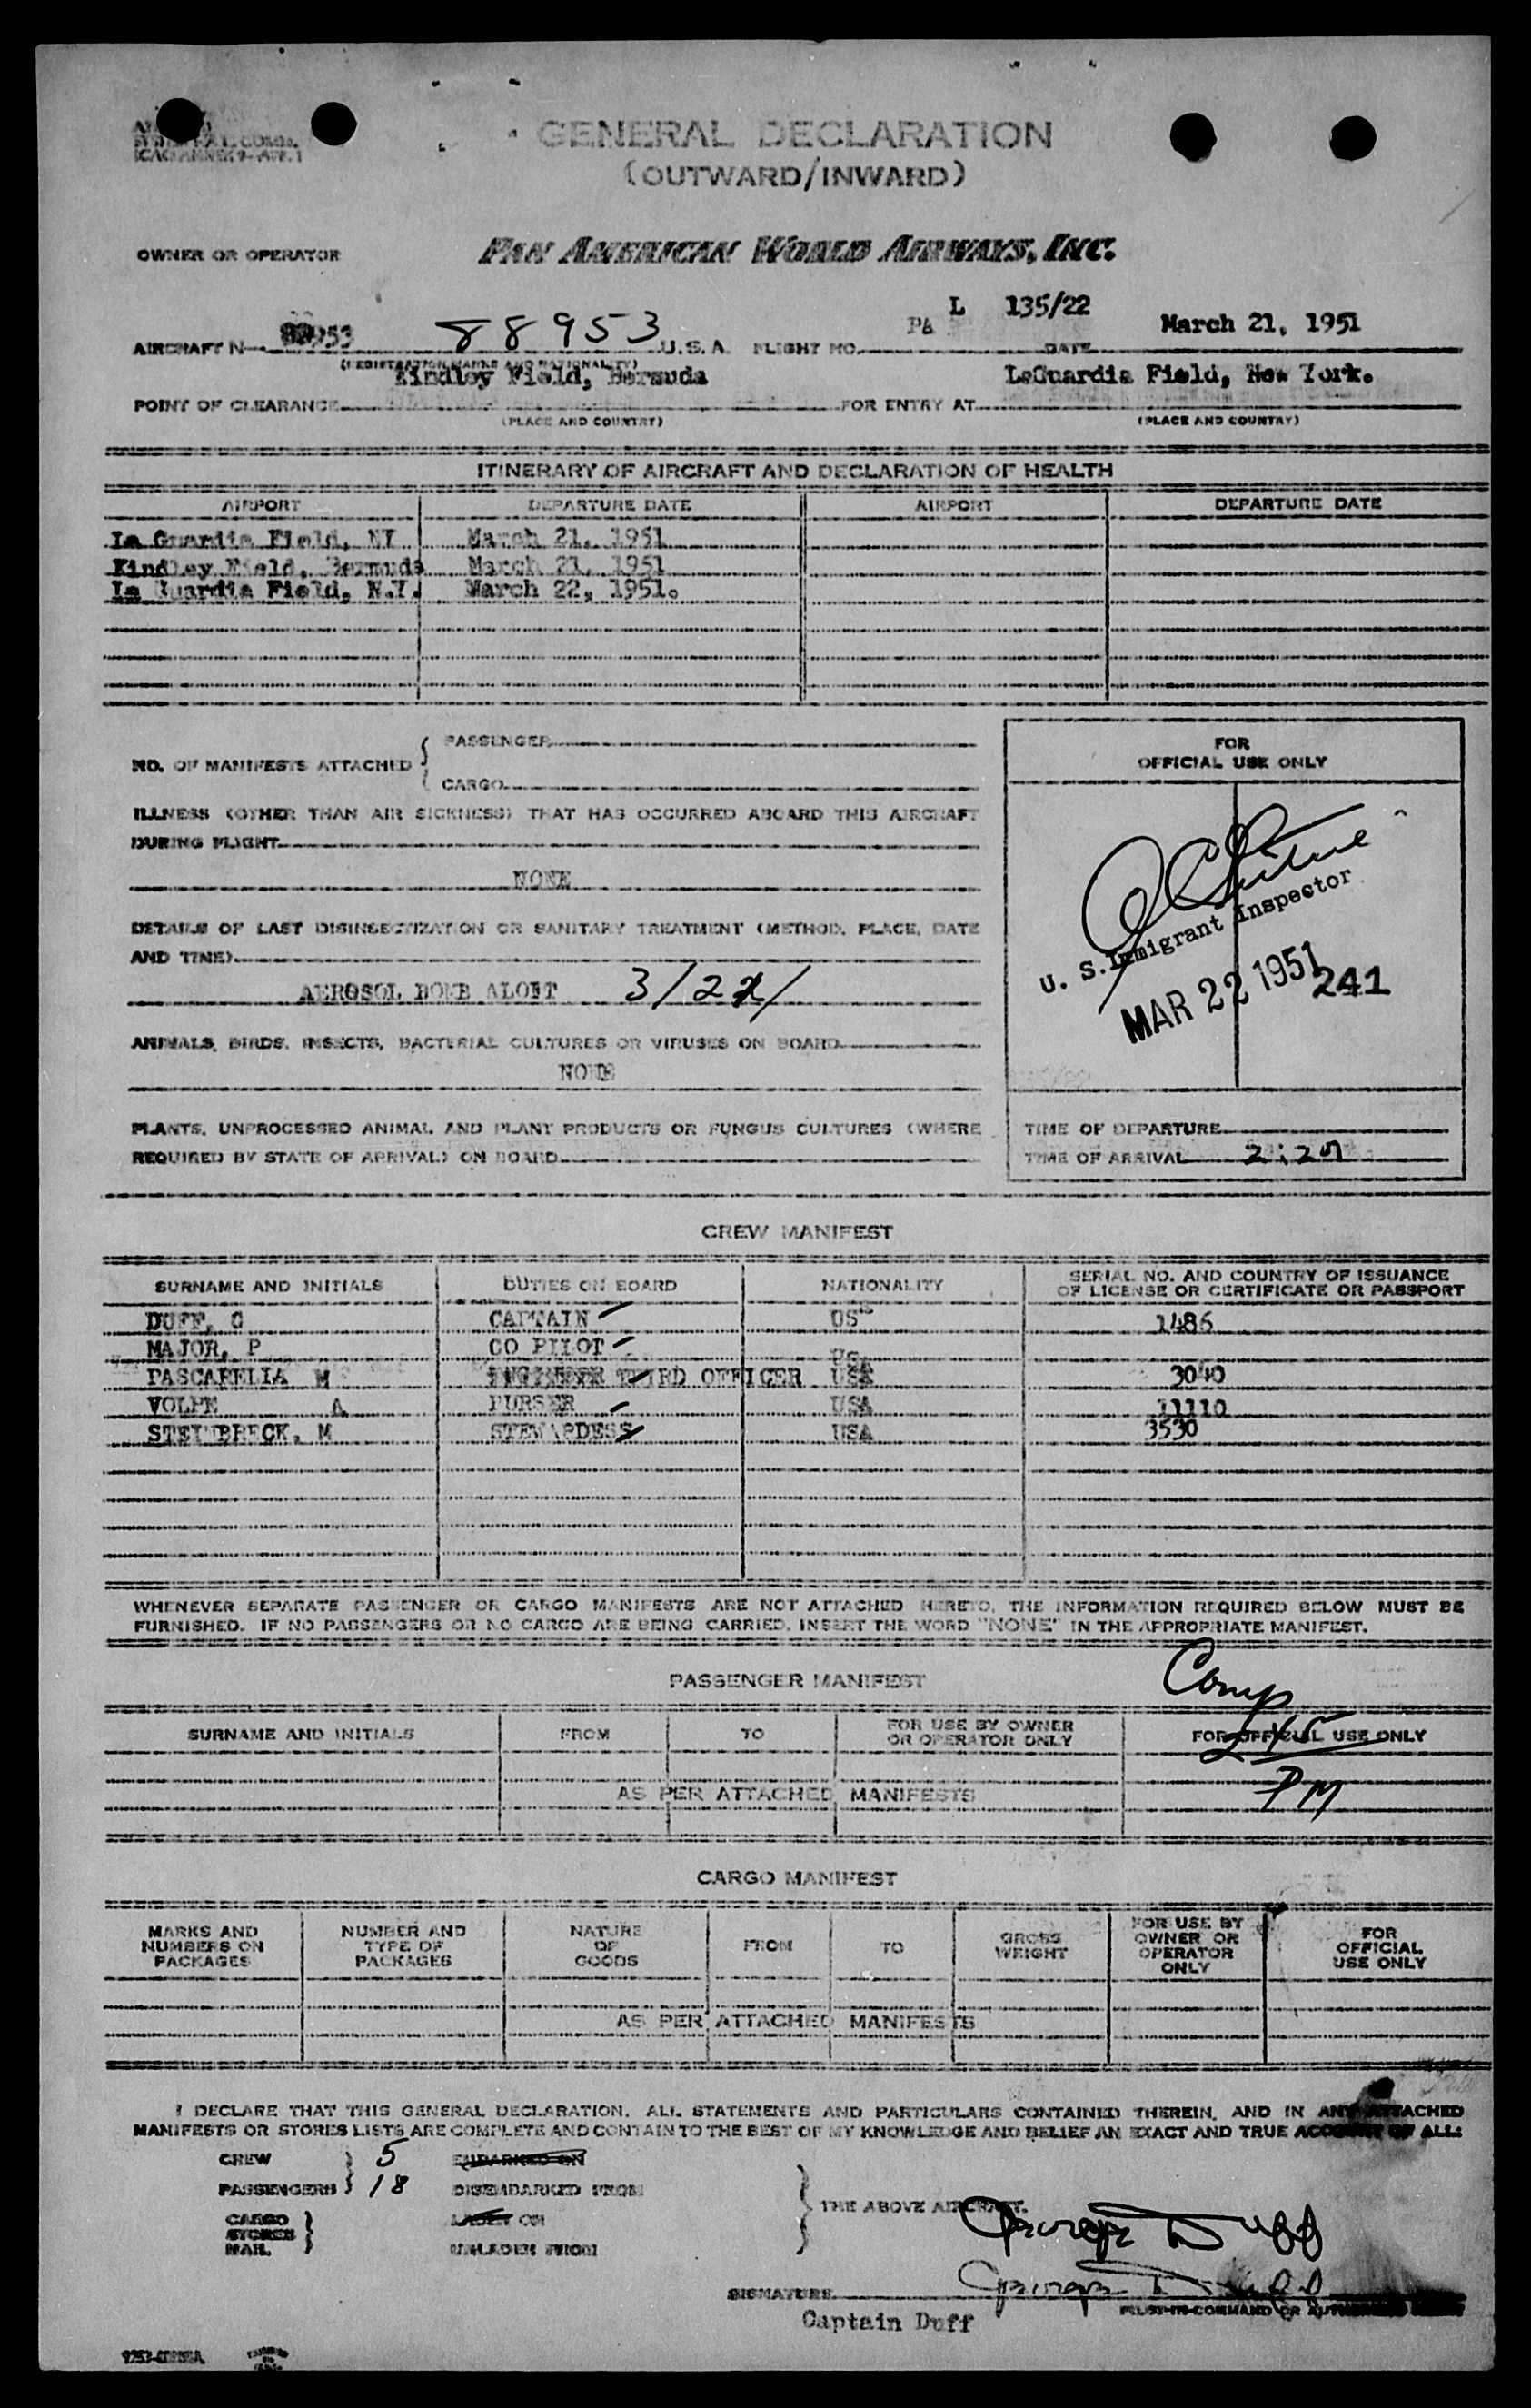 GENERAL DECLARATION
(OUTWARD/INWARD)
OWNER OR OPERATOR PAN AMERICAN WORLD AIRWAYS, INC.
L 135/22
AIRCRAFT N 88953 U.S.A. FLIGHT NO. PA DATE March 21, 1951
(REGISTRATION MARKS AND NATIONALITY)
POINT OF CLEARANCE Kindley Field, Bermuda FOR ENTRY AT LaGuardia Field, New York.
(PLACE AND COUNTRY) (PLACE AND COUNTRY)
ITINERARY OF AIRCRAFT AND DECLARATION OF HEALTH
AIRPORT DEPARTURE DATE AIRPORT DEPARTURE DATE
La Guardia Field, NY March 21, 1951
Kindley Field, Bermuda March 21, 1951
La Guardia Field, N.Y. March 22, 1951.
NO. OF MANIFESTS ATTACHED { PASSENGER
CARGO
ILLNESS (OTHER THAN AIR SICKNESS) THAT HAS OCCURRED ABOARD THIS AIRCRAFT
DURING FLIGHT
NONE
DETAILS OF LAST DISINSECTIZATION OR SANITARY TREATMENT (METHOD, PLACE, DATE
AND TIME)
AEROSOL BOMB ALOFT
ANIMALS, BIRDS, INSECTS, BACTERIAL CULTURES OR VIRUSES ON BOARD
NONE
PLANTS, UNPROCESSED ANIMAL AND PLANT PRODUCTS OR FUNGUS CULTURES (WHERE
REQUIRED BY STATE OF ARRIVAL) ON BOARD
FOR
OFFICIAL USE ONLY
U. S. Immigrant Inspector
MAR 22 1951 241
TIME OF DEPARTURE
TIME OF ARRIVAL
CREW MANIFEST
SURNAME AND INITIALS DUTIES ON BOARD NATIONALITY SERIAL NO. AND COUNTRY OF ISSUANCE
OF LICENSE OR CERTIFICATE OR PASSPORT
DUFF, G CAPTAIN US 1486
MAJOR, P CO PILOT
PASCARELIA M THIRD OFFICER USA 3040
VOLPE A PURSER USA 11110
STEINBRECK, M STEWARDESS USA 3530
WHENEVER SEPARATE PASSENGER OR CARGO MANIFESTS ARE NOT ATTACHED HERETO, THE INFORMATION REQUIRED BELOW MUST BE
FURNISHED. IF NO PASSENGERS OR NO CARGO ARE BEING CARRIED, INSERT THE WORD "NONE" IN THE APPROPRIATE MANIFEST.
PASSENGER MANIFEST
Comp
SURNAME AND INITIALS FROM TO FOR USE BY OWNER
OR OPERATOR ONLY FOR OFFICIAL USE ONLY
PM
AS PER ATTACHED MANIFESTS
CARGO MANIFEST
MARKS AND
NUMBERS ON
PACKAGES
NUMBER AND
TYPE OF
PACKAGES
NATURE
OF
GOODS
FROM
TO
GROSS
WEIGHT
FOR USE BY
OWNER OR
OPERATOR
ONLY
FOR
OFFICIAL
USE ONLY
AS PER ATTACHED MANIFESTS
I DECLARE THAT THIS GENERAL DECLARATION, ALL STATEMENTS AND PARTICULARS CONTAINED THEREIN, AND IN ANY ATTACHED
MANIFESTS OR STORES LISTS ARE COMPLETE AND CONTAIN TO THE BEST OF MY KNOWLEDGE AND BELIEF AN EXACT AND TRUE ACCOUNT OF ALL:
CREW } 5 EMBARKED ON
PASSENGERS } 18 DISEMBARKED FROM
THE ABOVE AIRCRAFT.
CARGO
STORES } LADEN ON
MAIL UNLADEN FROM
George Duff
SIGNATURE George Duff
Captain Duff
PILOT-IN-COMMAND OR